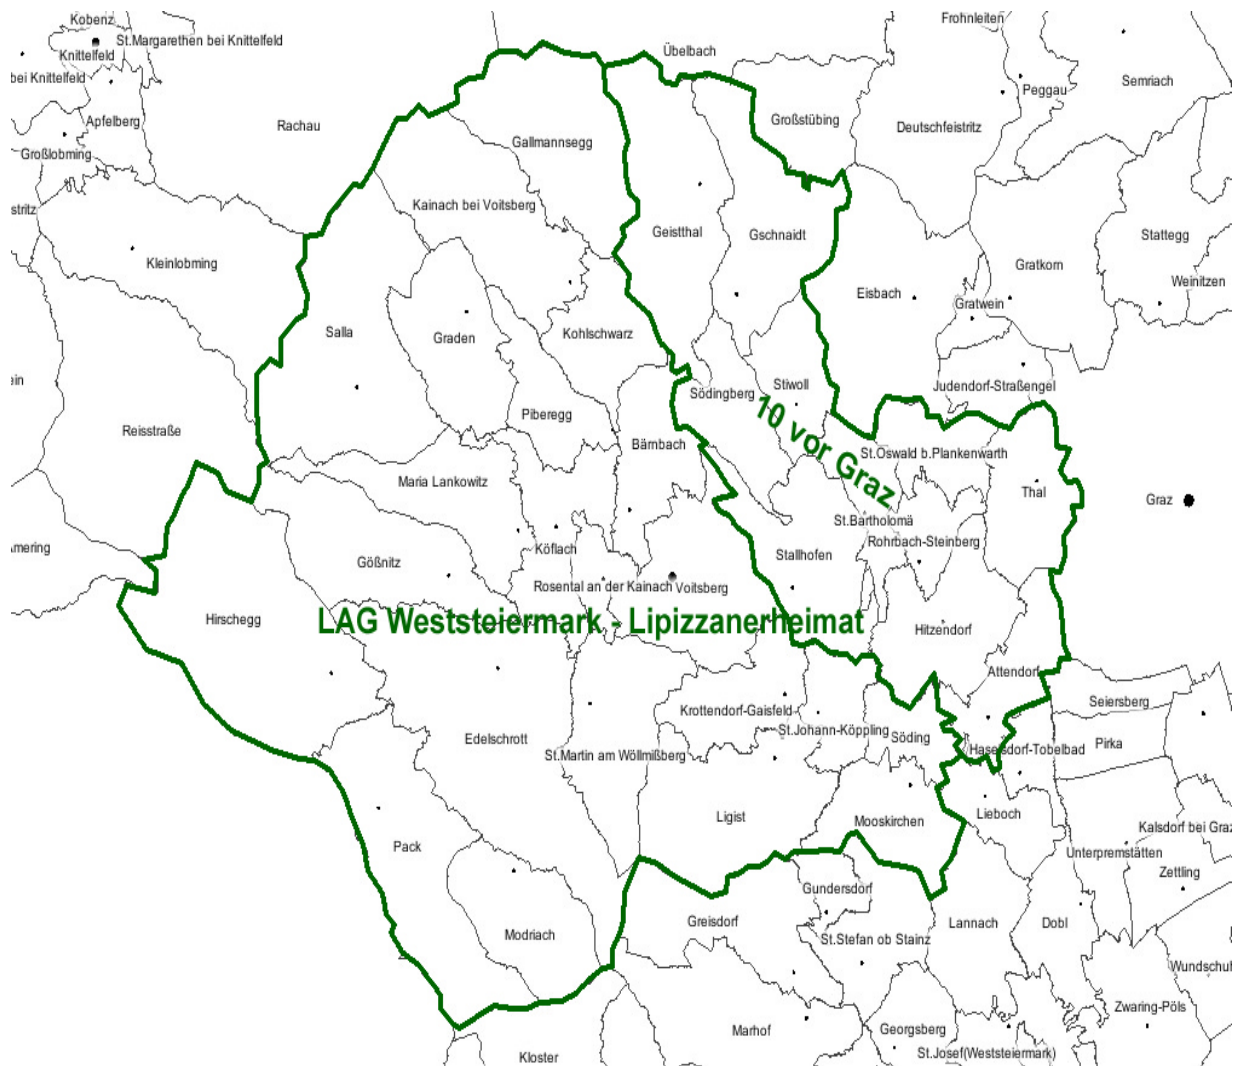 Kobenz
Frohnleiten
St.Margarethen bei Knittelfeld
Übelbach
Knittelfeld
bei Knittelfeld
Semriach
Peggau
Apfelberg
Großstübing
Rachau
Deutschfeistritz
Gallmannsegg
Großlobming
Kainach bei Voitsberg
stritz
Geistthal
Gschnaidt
Stattegg
Kleinlobming
Gratkorn
Weinitzen
Eisbach
Gratwein
Salla
Graden
Kohlschwarz
ein
Stiwoll
Judendorf-Straßengel
Södingberg
Piberegg
10 vor Graz
Reisstraße
Bärnbach
St.Oswald b.Plankenwarth
Maria Lankowitz
Thal
Graz
St.Bartholomä
Rohrbach-Steinberg
Köflach
Stallhofen
Gößnitz
Rosental an der Kainach
Voitsberg
Hirschegg
LAG Weststeiermark - Lipizzanerheimat
Hitzendorf
Attendorf
Seiersberg
Krottendorf-Gaisfeld
St.Johann-Köppling
Edelschrott
Söding
Pirka
Haselsdorf-Tobelbad
St.Martin am Wöllmißberg
Lieboch
Ligist
Mooskirchen
Kalsdorf bei Graz
Pack
Unterpremstätten
Zettling
Gundersdorf
Greisdorf
Lannach
Dobl
Modriach
St.Stefan ob Stainz
Wundschuh
Zwaring-Pöls
Marhof
Georgsberg
St.Josef(Weststeiermark)
Kloster